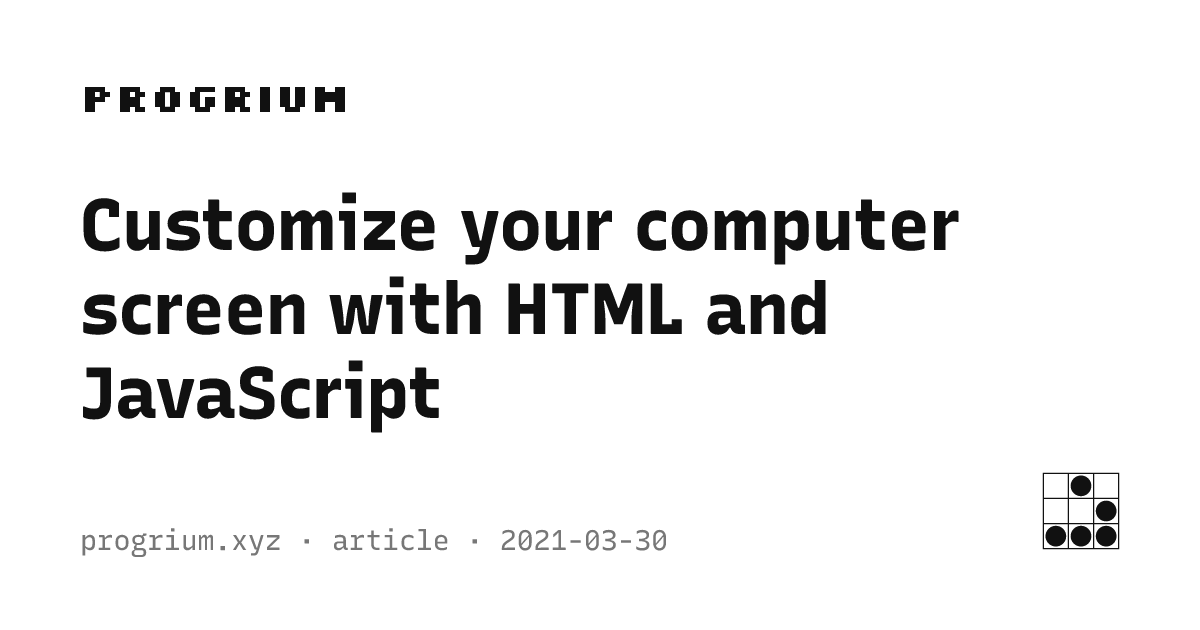 PROGRIUM
Customize your computer
screen with HTML and
JavaScript
progrium.xyz · article · 2021-03-30